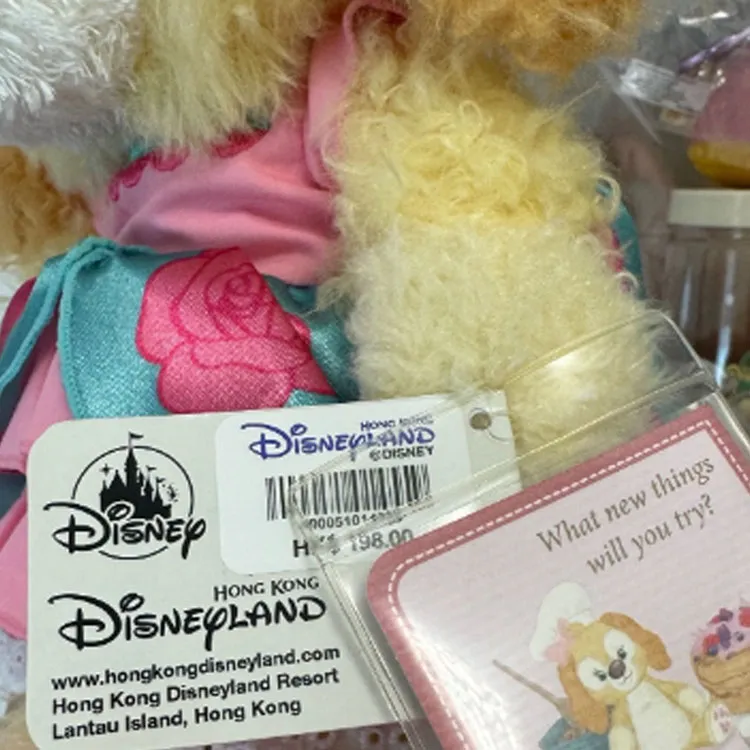 HONG KONG
DISNEYLAND
©DISNEY
198.00
DISNEY
HONG KONG
DISNEYLAND
www.hongkongdisneyland.com
Hong Kong Disneyland Resort
Lantau Island, Hong Kong
What new things
will you try?